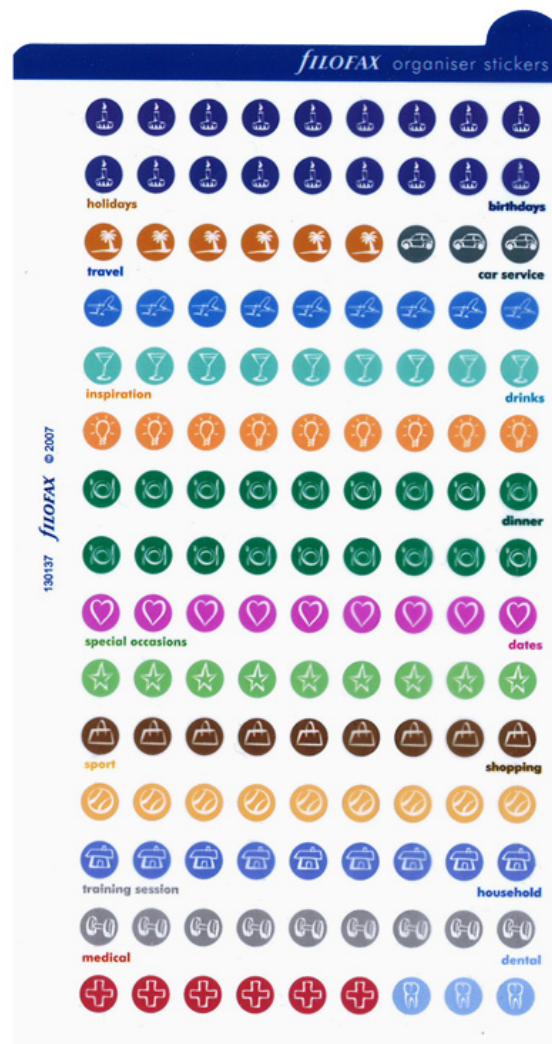 fILOFAX organiser stickers
holidays birthdays
travel car service
inspiration drinks
dinner
special occasions dates
sport shopping
training session household
medical dental
130137 fILOFAX © 2007